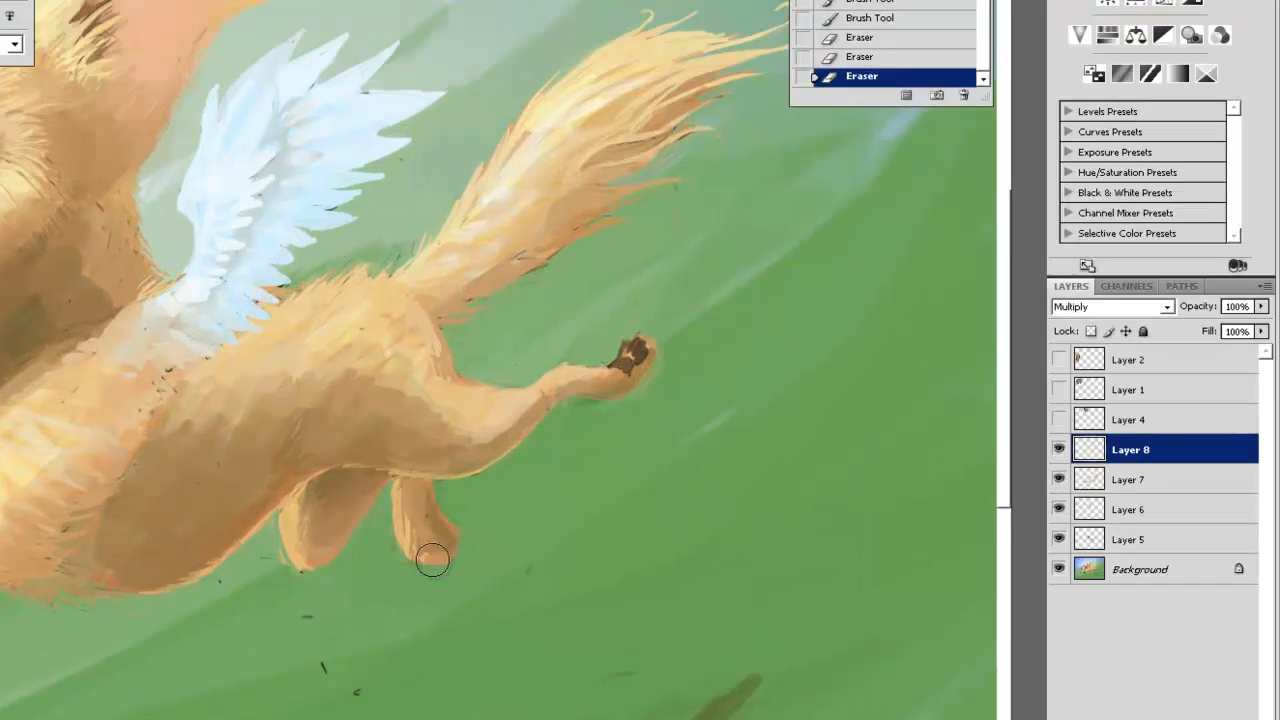 Brush Tool
Brush Tool
Eraser
Eraser
Eraser
Levels Presets
Curves Presets
Exposure Presets
Hue/Saturation Presets
Black & White Presets
Channel Mixer Presets
Selective Color Presets
LAYERS CHANNELS PATHS
Multiply Opacity: 100%
Lock: Fill: 100%
Layer 2
Layer 1
Layer 4
Layer 8
Layer 7
Layer 6
Layer 5
Background